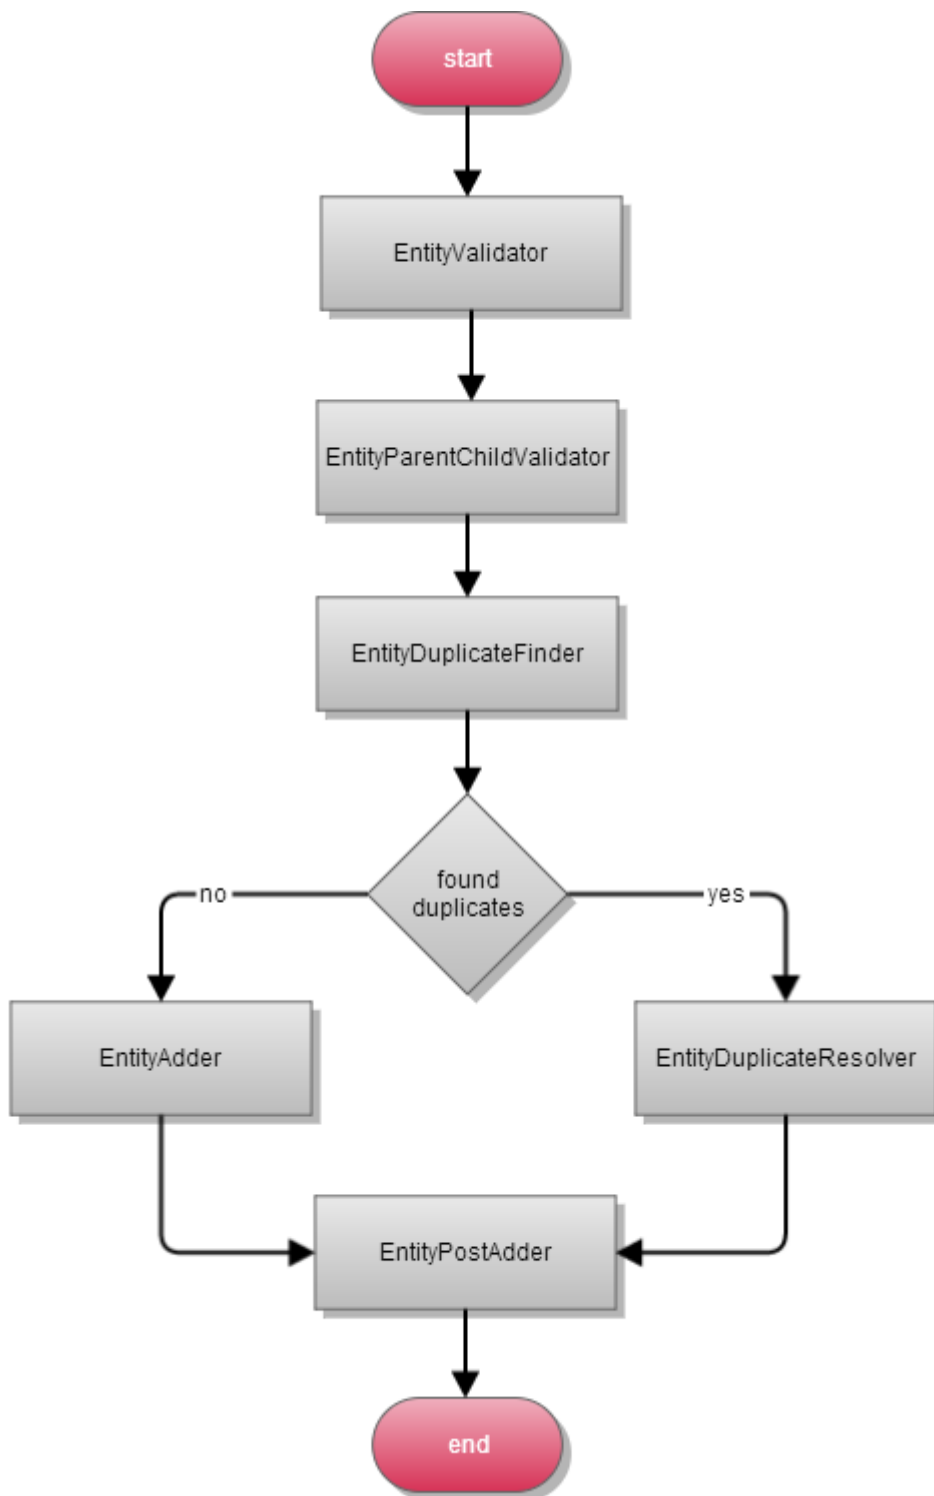 start
EntityValidator
EntityParentChildValidator
EntityDuplicateFinder
found
duplicates
no
yes
EntityAdder
EntityDuplicateResolver
EntityPostAdder
end